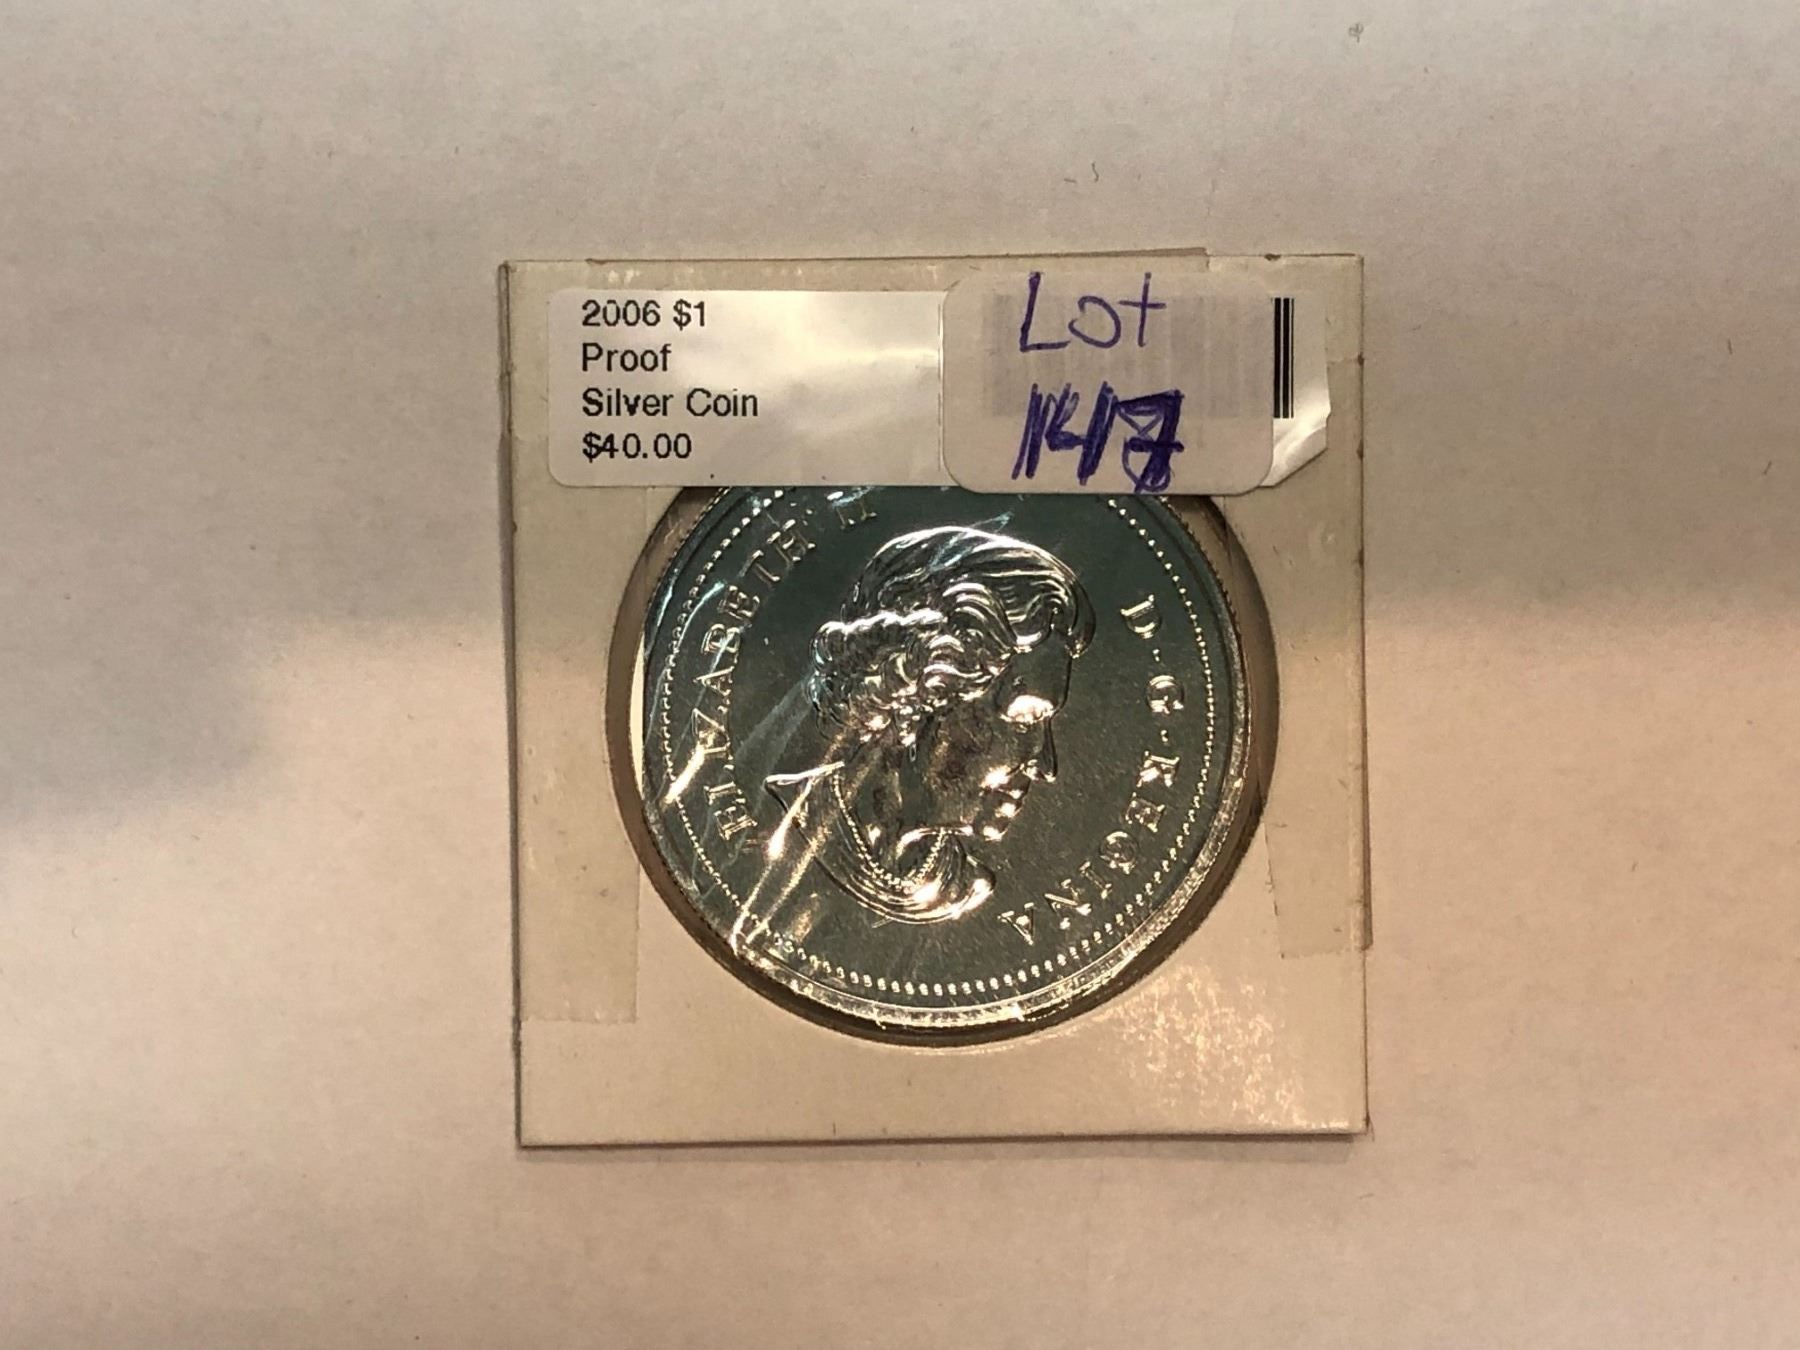 2006 $1
Proof
Silver Coin
$40.00
Lot
ELIZABETH II
D·G·REGINA